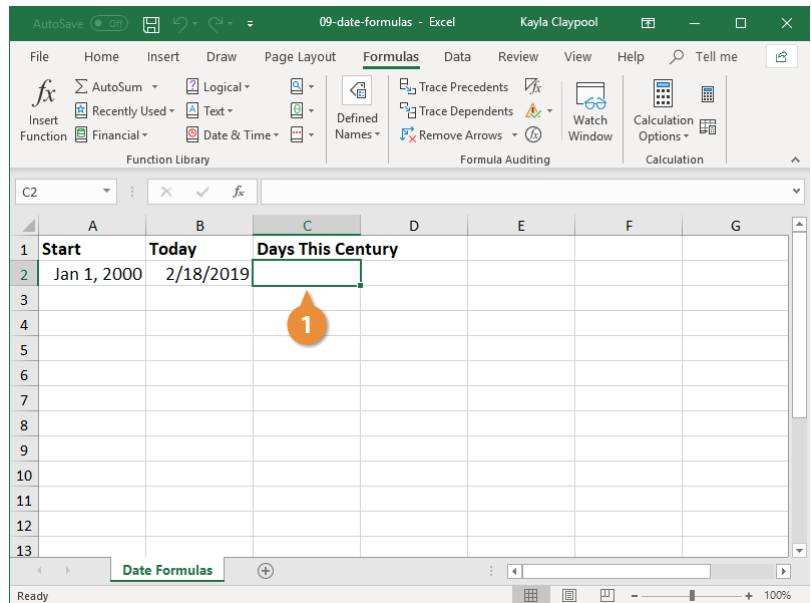 AutoSave Off 09-date-formulas - Excel Kayla Claypool
File Home Insert Draw Page Layout Formulas Data Review View Help Tell me
fx Insert Function
AutoSum
Recently Used
Financial
? Logical
A Text
Date & Time
θ
Function Library
Defined Names
Trace Precedents
Trace Dependents
Remove Arrows
fx
fx
Formula Auditing
Watch Window
Calculation Options
Calculation
C2 fx
A B C D E F G
1 Start Today Days This Century
2 Jan 1, 2000 2/18/2019
3
1
4
5
6
7
8
9
10
11
12
13
Date Formulas
Ready 100%